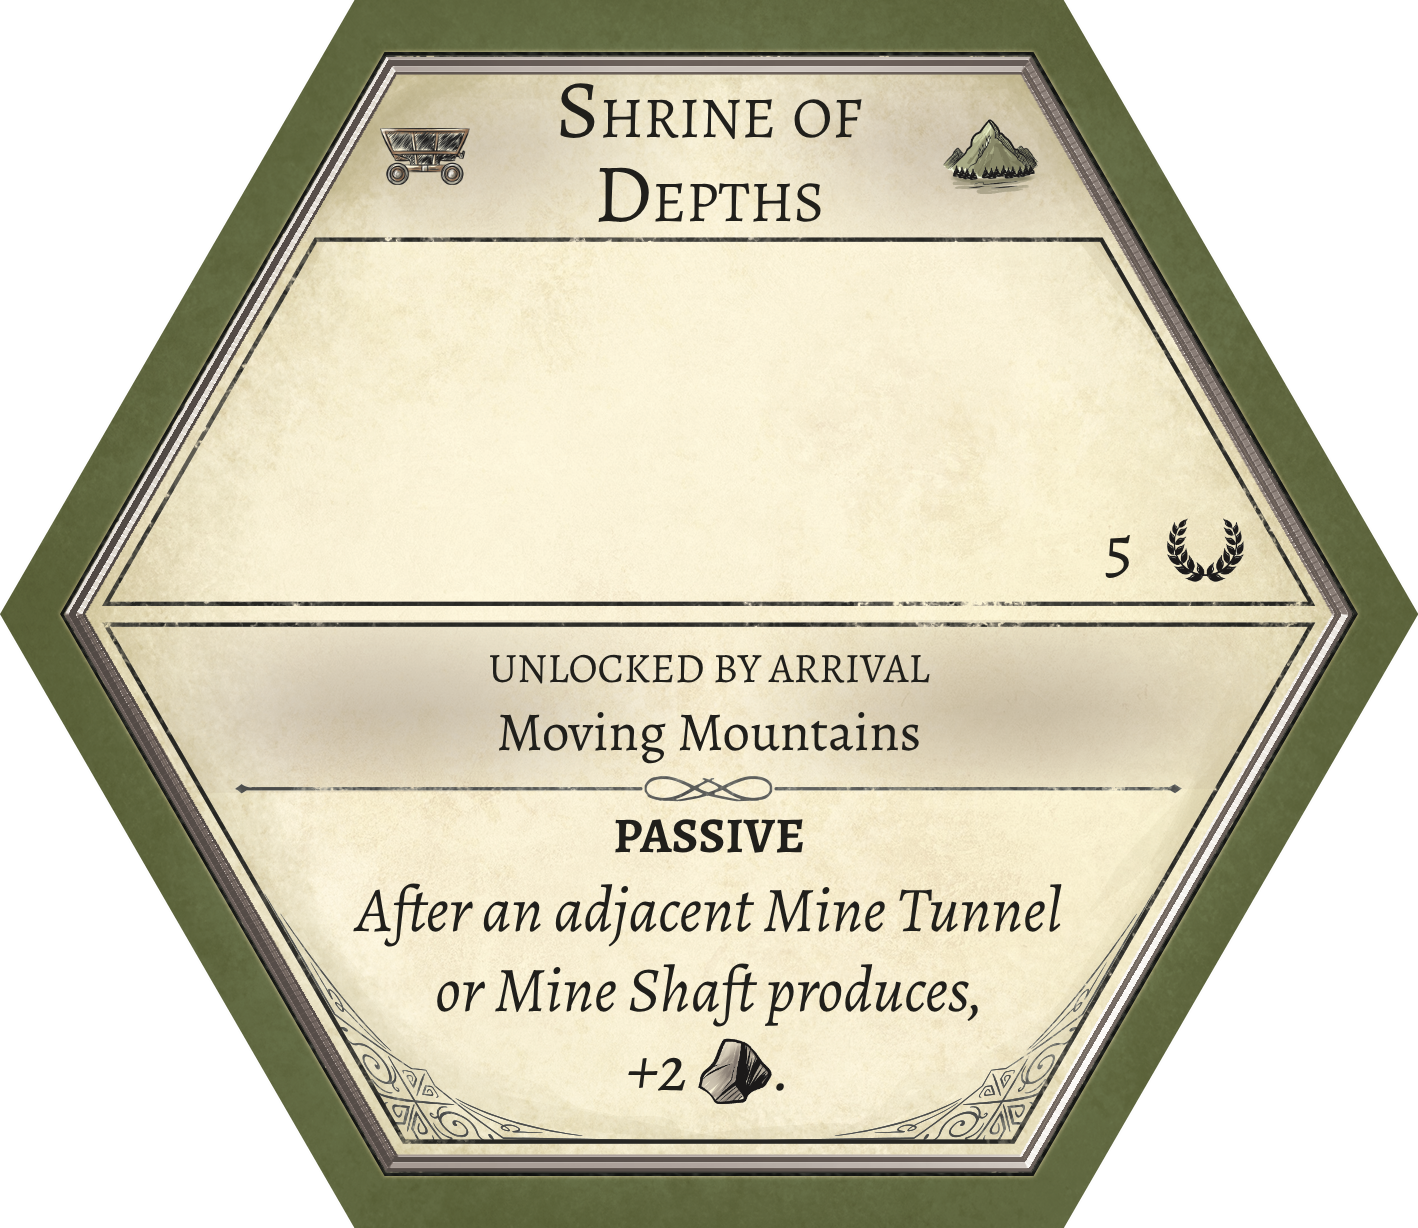 Shrine of
Depths
5
UNLOCKED BY ARRIVAL
Moving Mountains
PASSIVE
After an adjacent Mine Tunnel
or Mine Shaft produces,
+2 .